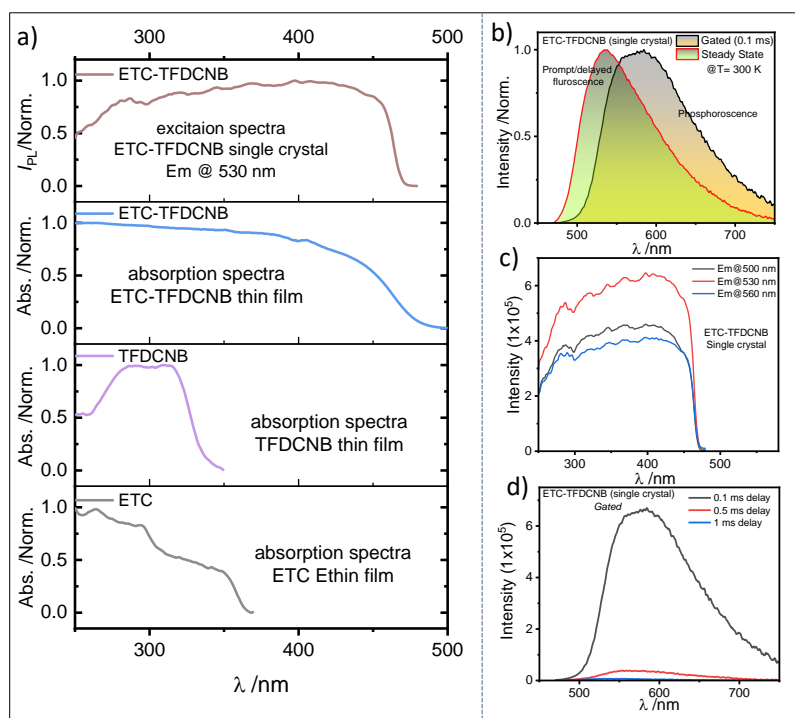 a)
300 400 500
ETC-TFDCNB
1.0
0.5
0.0
I_PL /Norm.
excitaion spectra
ETC-TFDCNB single crystal
Em @ 530 nm
ETC-TFDCNB
1.0
0.5
0.0
Abs. /Norm.
absorption spectra
ETC-TFDCNB thin film
TFDCNB
1.0
0.5
0.0
Abs. /Norm.
absorption spectra
TFDCNB thin film
ETC
1.0
0.5
0.0
Abs. /Norm.
absorption spectra
ETC Ethin film
300 400 500
λ /nm
b)
ETC-TFDCNB (single crystal)
Gated (0.1 ms)
Steady State
@T= 300 K
Prompt/delayed
fluroscence
Phosphoroscence
1.0
0.5
0.0
Intensity /Norm.
500 600 700
λ /nm
c)
Em@500 nm
Em@530 nm
Em@560 nm
ETC-TFDCNB
Single crystal
6
4
2
0
Intensity (1x10⁵)
300 400 500
λ /nm
d)
ETC-TFDCNB (single crystal)
Gated
0.1 ms delay
0.5 ms delay
1 ms delay
6
4
2
0
Intensity (1x10⁵)
500 600 700
λ /nm